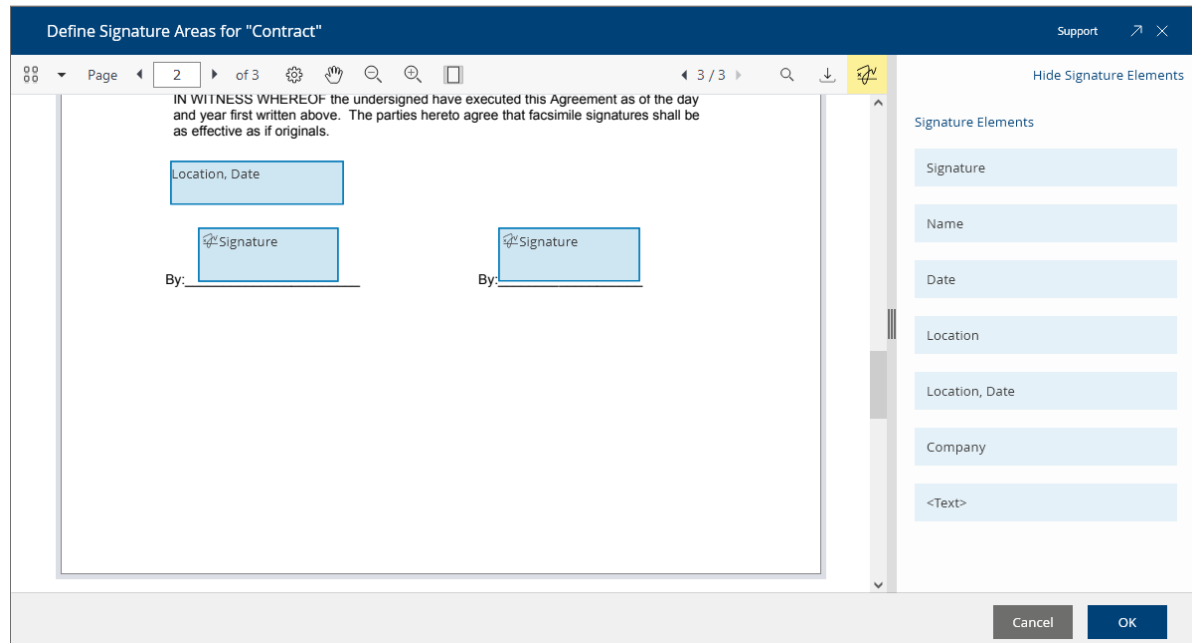 Define Signature Areas for "Contract"
Support
Page 2 of 3
3 / 3
Hide Signature Elements
IN WITNESS WHEREOF the undersigned have executed this Agreement as of the day
and year first written above. The parties hereto agree that facsimile signatures shall be
as effective as if originals.
Location, Date
Signature
Signature
By:
By:
Signature Elements
Signature
Name
Date
Location
Location, Date
Company
<Text>
Cancel
OK